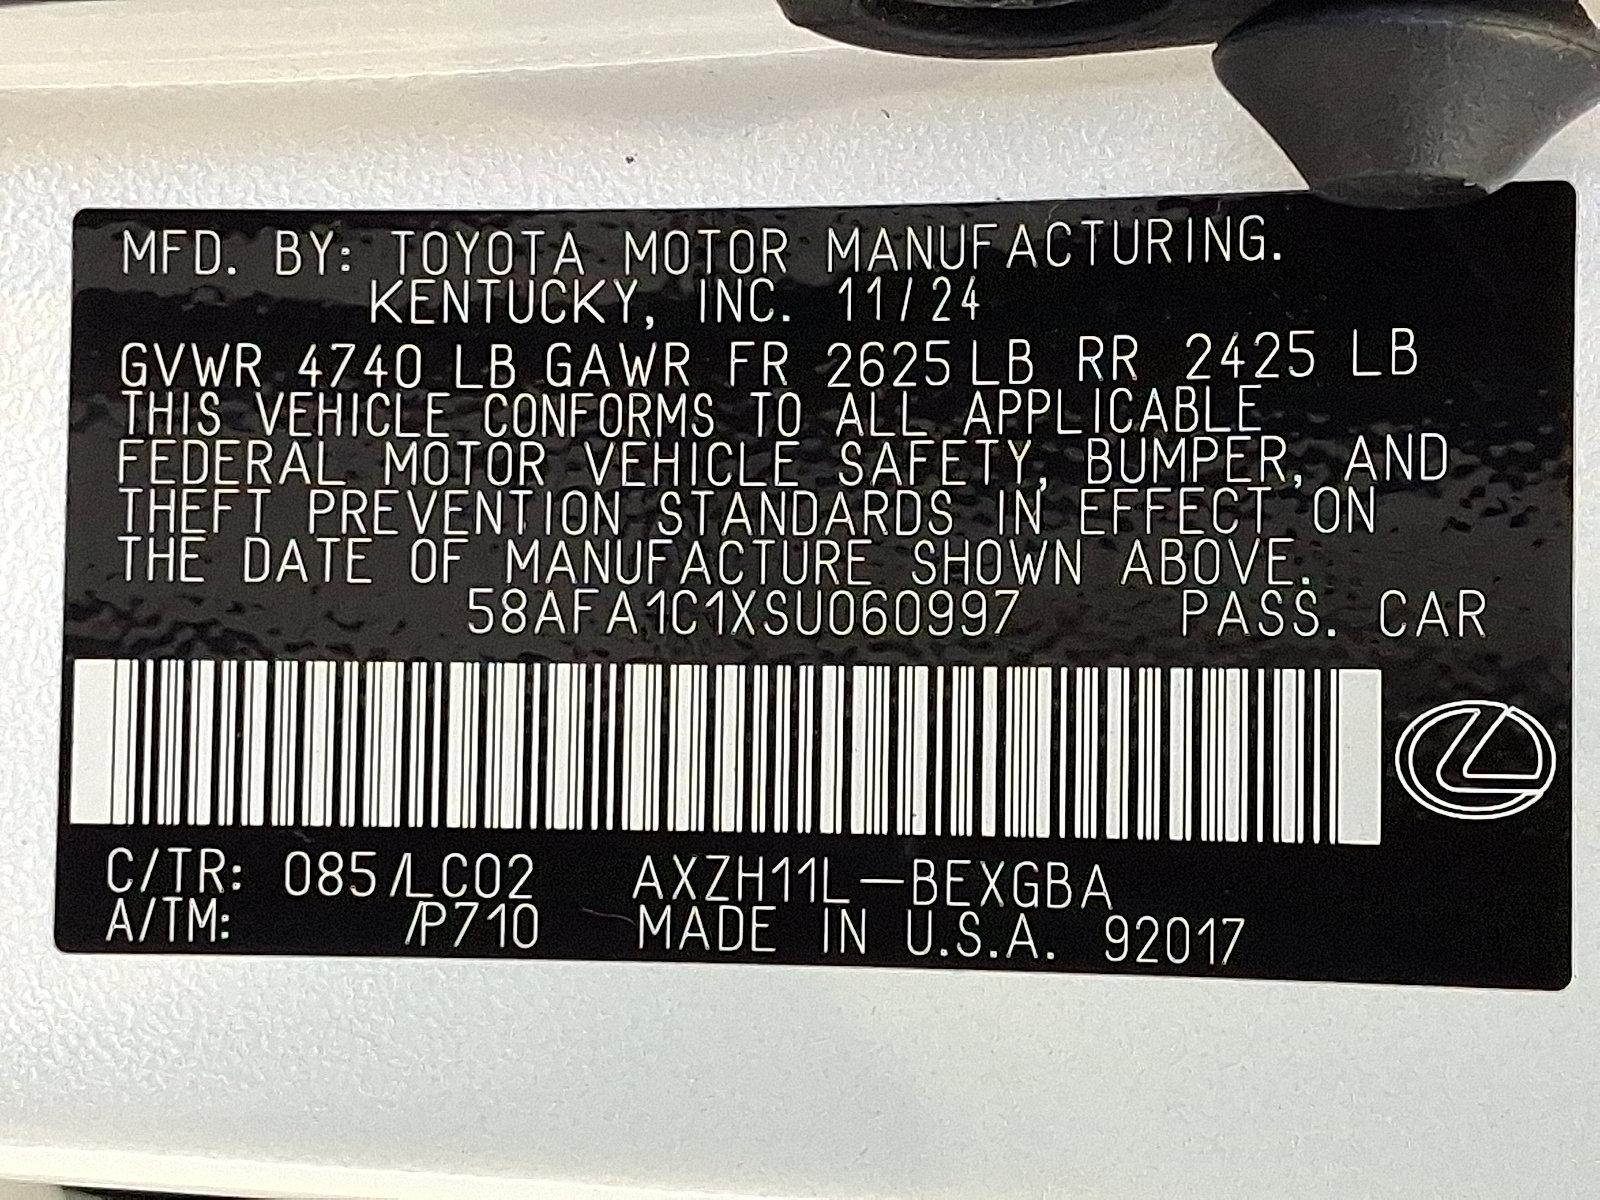 MFD. BY: TOYOTA MOTOR MANUFACTURING.
KENTUCKY, INC. 11/24
GVWR 4740 LB GAWR FR 2625 LB RR 2425 LB
THIS VEHICLE CONFORMS TO ALL APPLICABLE
FEDERAL MOTOR VEHICLE SAFETY, BUMPER, AND
THEFT PREVENTION STANDARDS IN EFFECT ON
THE DATE OF MANUFACTURE SHOWN ABOVE.
58AFA1C1XSU060997 PASS. CAR
C/TR: 085/LC02 AXZH11L-BEXGBA
A/TM: /P710 MADE IN U.S.A. 92017